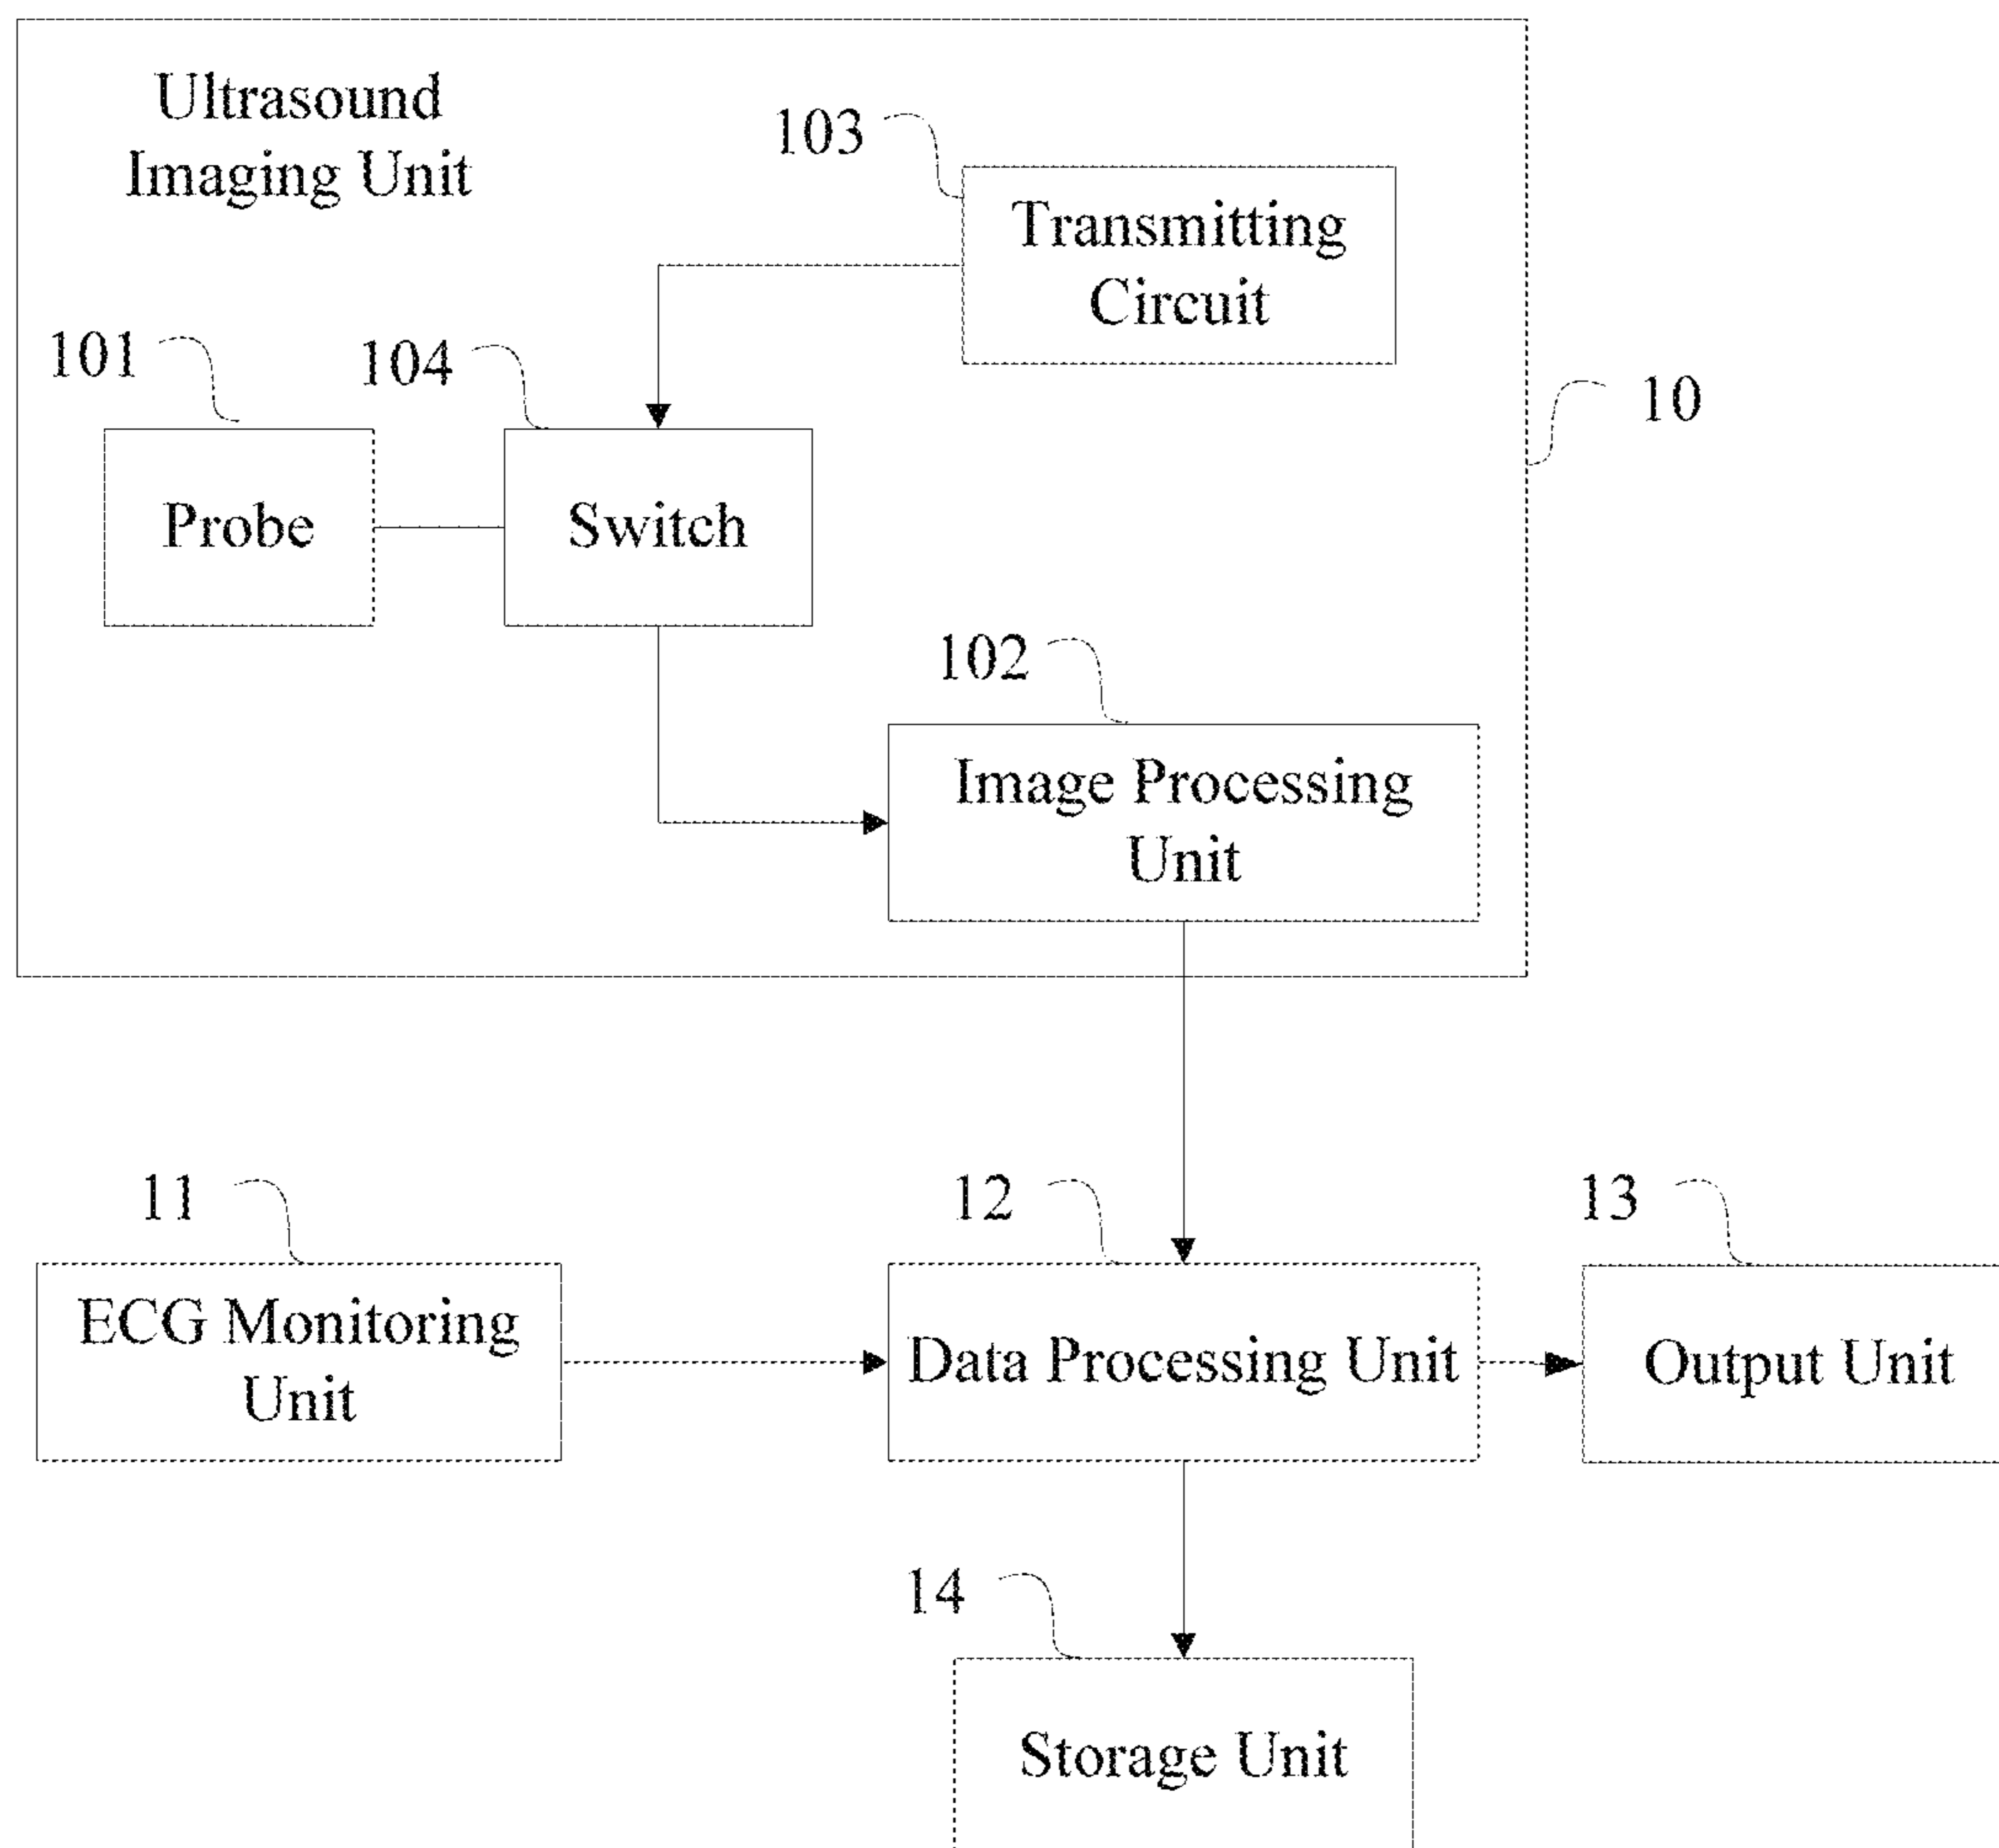 Ultrasound
Imaging Unit
103
Transmitting
Circuit
101
104
10
Probe
Switch
102
Image Processing
Unit
11
12
13
ECG Monitoring
Unit
Data Processing Unit
Output Unit
14
Storage Unit